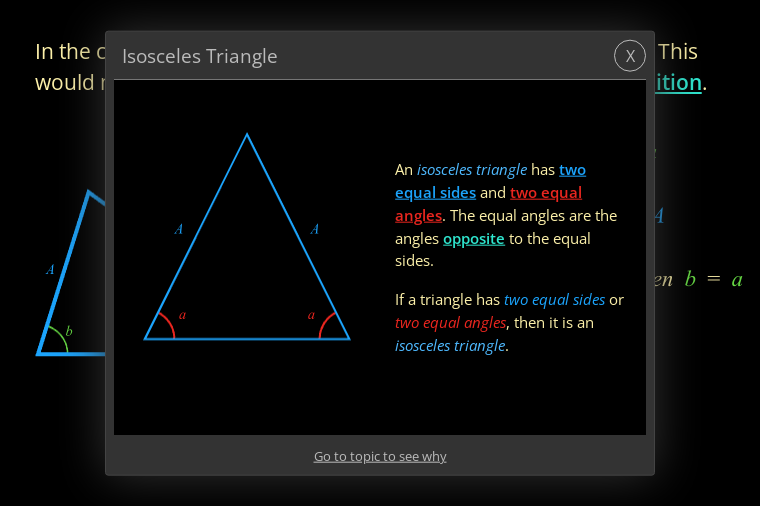 Isosceles Triangle
X
In the
This
would
ition.
An isosceles triangle has two
equal sides and two equal
angles. The equal angles are the
angles opposite to the equal
sides.
If a triangle has two equal sides or
two equal angles, then it is an
isosceles triangle.
A
A
a
a
A
b
A
en b = a
Go to topic to see why